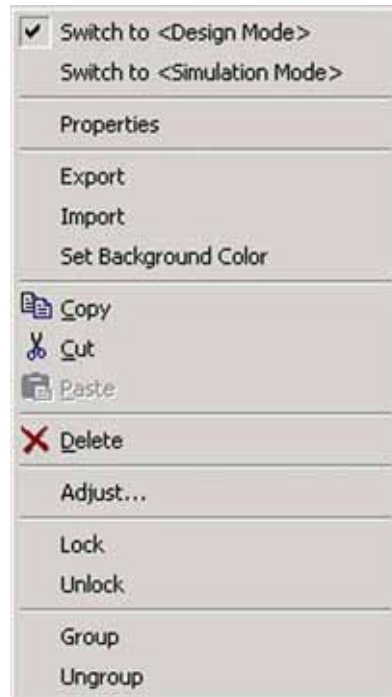 Switch to <Design Mode>
Switch to <Simulation Mode>
Properties
Export
Import
Set Background Color
Copy
Cut
Paste
Delete
Adjust...
Lock
Unlock
Group
Ungroup